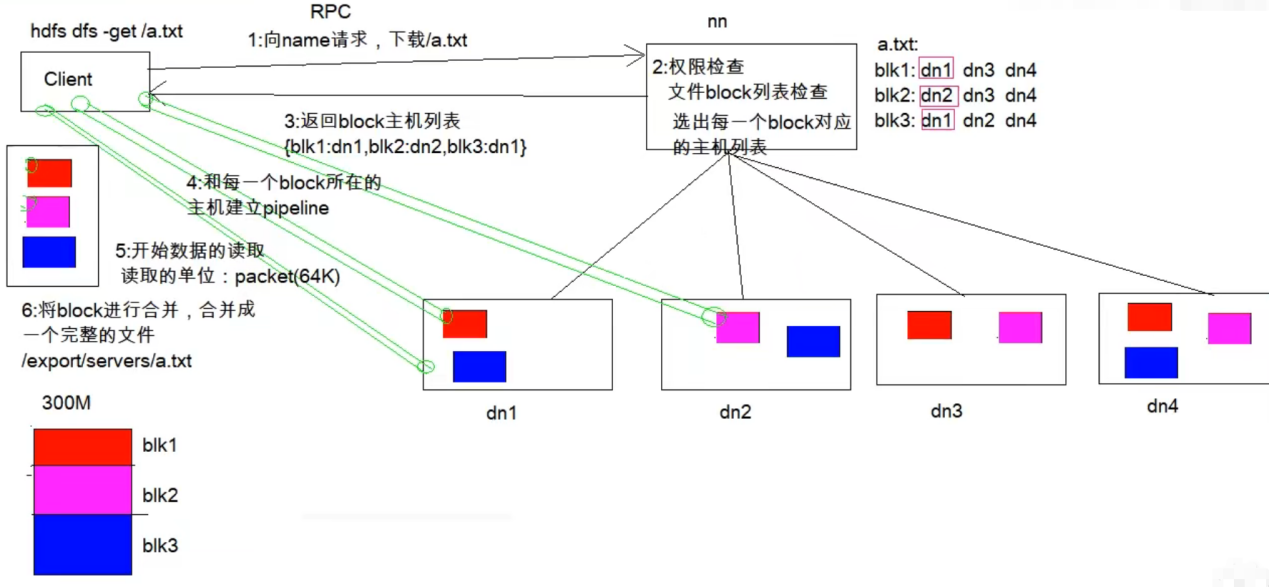 hdfs dfs -get /a.txt
RPC
1:向name请求，下载/a.txt
nn
Client
2:权限检查
文件block列表检查
选出每一个block对应
的主机列表
a.txt:
blk1: dn1 dn3 dn4
blk2: dn2 dn3 dn4
blk3: dn1 dn2 dn4
3:返回block主机列表
{blk1:dn1,blk2:dn2,blk3:dn1}
4:和每一个block所在的
主机建立pipeline
5:开始数据的读取
读取的单位：packet(64K)
6:将block进行合并，合并成
一个完整的文件
/export/servers/a.txt
dn1
dn2
dn3
dn4
300M
blk1
blk2
blk3